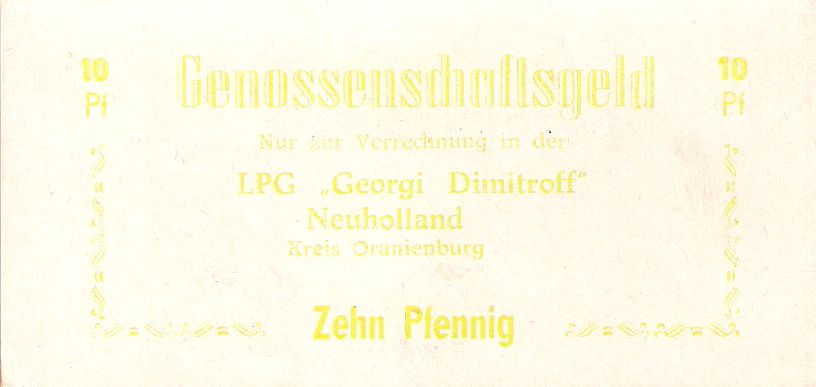 10 Genossenschaftsgeld 10
Pf Pf
Nur zur Verrechnung in der
LPG „Georgi Dimitroff"
Neuholland
Kreis Oranienburg
Zehn Pfennig